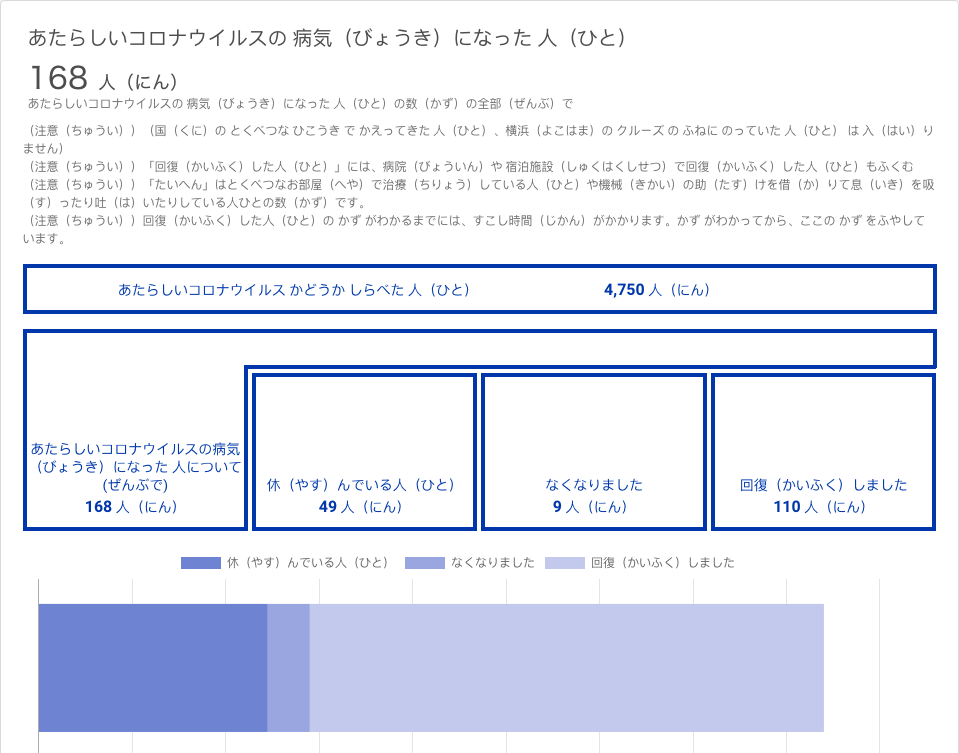 あたらしいコロナウイルスの 病気（びょうき）になった 人（ひと）
168 人（にん）
あたらしいコロナウイルスの 病気（びょうき）になった 人（ひと）の数（かず）の全部（ぜんぶ）で
（注意（ちゅうい））（国（くに）の とくべつな ひこうき で かえってきた 人（ひと）、横浜（よこはま）の クルーズ の ふねに のっていた 人（ひと） は 入（はい）り
ません）
（注意（ちゅうい））「回復（かいふく）した人（ひと）」には、病院（びょういん）や 宿泊施設（しゅくはくしせつ）で回復（かいふく）した人（ひと）もふくむ
（注意（ちゅうい））「たいへん」はとくべつなお部屋（へや）で治療（ちりょう）している人（ひと）や機械（きかい）の助（たす）けを借（か）りて息（いき）を吸
（す）ったり吐（は）いたりしている人ひとの数（かず）です。
（注意（ちゅうい））回復（かいふく）した人（ひと）の かず がわかるまでには、すこし時間（じかん）がかかります。かず がわかってから、ここの かず をふやして
います。
あたらしいコロナウイルス かどうか しらべた 人（ひと） 4,750 人（にん）
あたらしいコロナウイルスの病気
（びょうき）になった 人について
(ぜんぶで)
168 人（にん）
休（やす）んでいる人（ひと）
49 人（にん）
なくなりました
9 人（にん）
回復（かいふく）しました
110 人（にん）
休（やす）んでいる人（ひと） なくなりました 回復（かいふく）しました